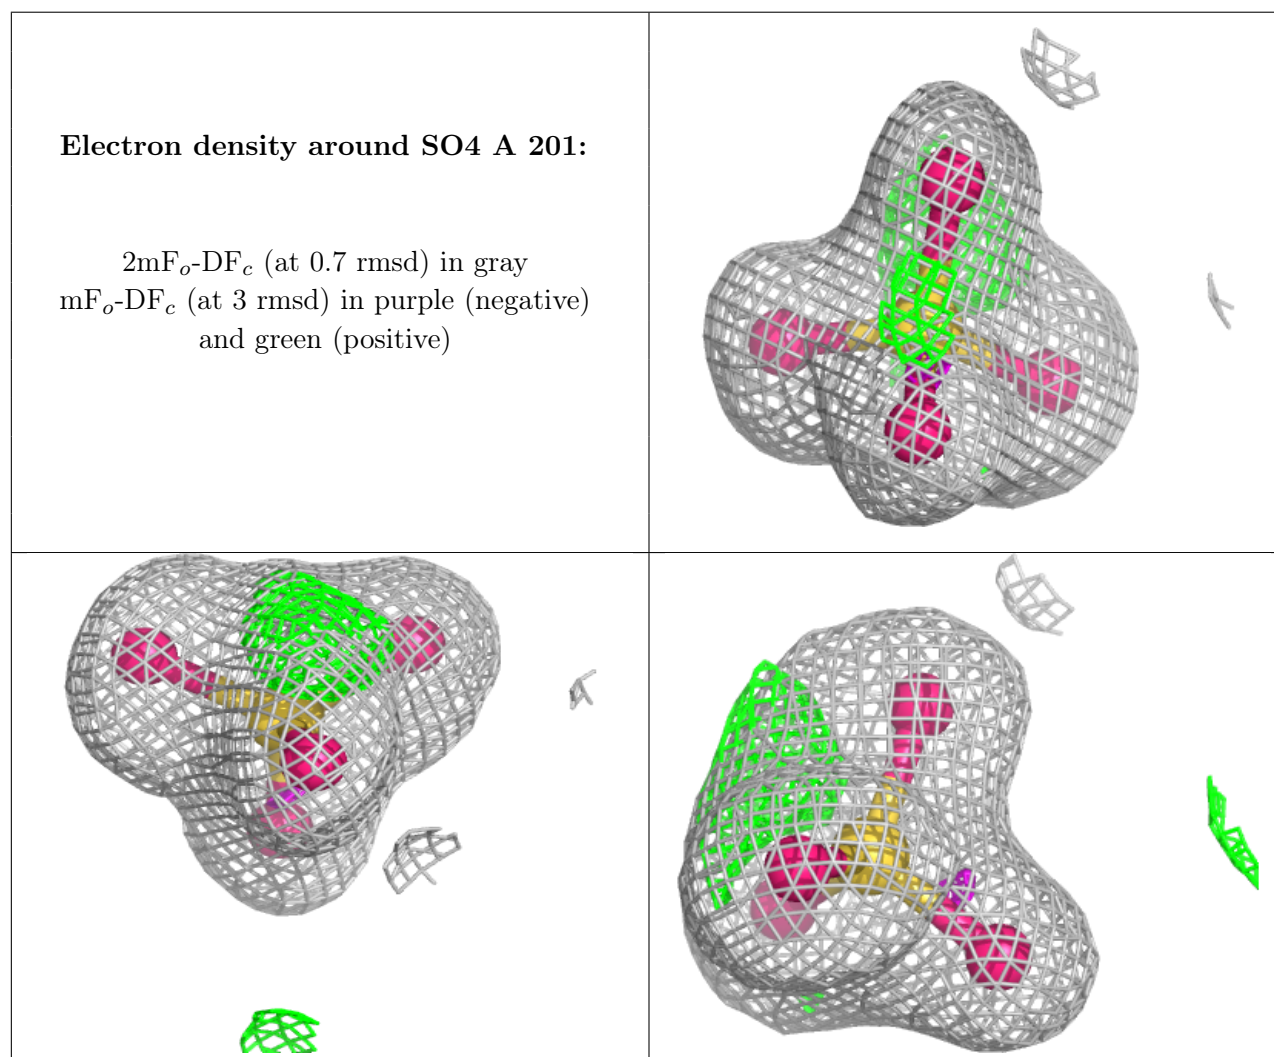 Electron density around SO4 A 201:
2mFₒ-DF𝒸 (at 0.7 rmsd) in gray
mFₒ-DF𝒸 (at 3 rmsd) in purple (negative)
and green (positive)